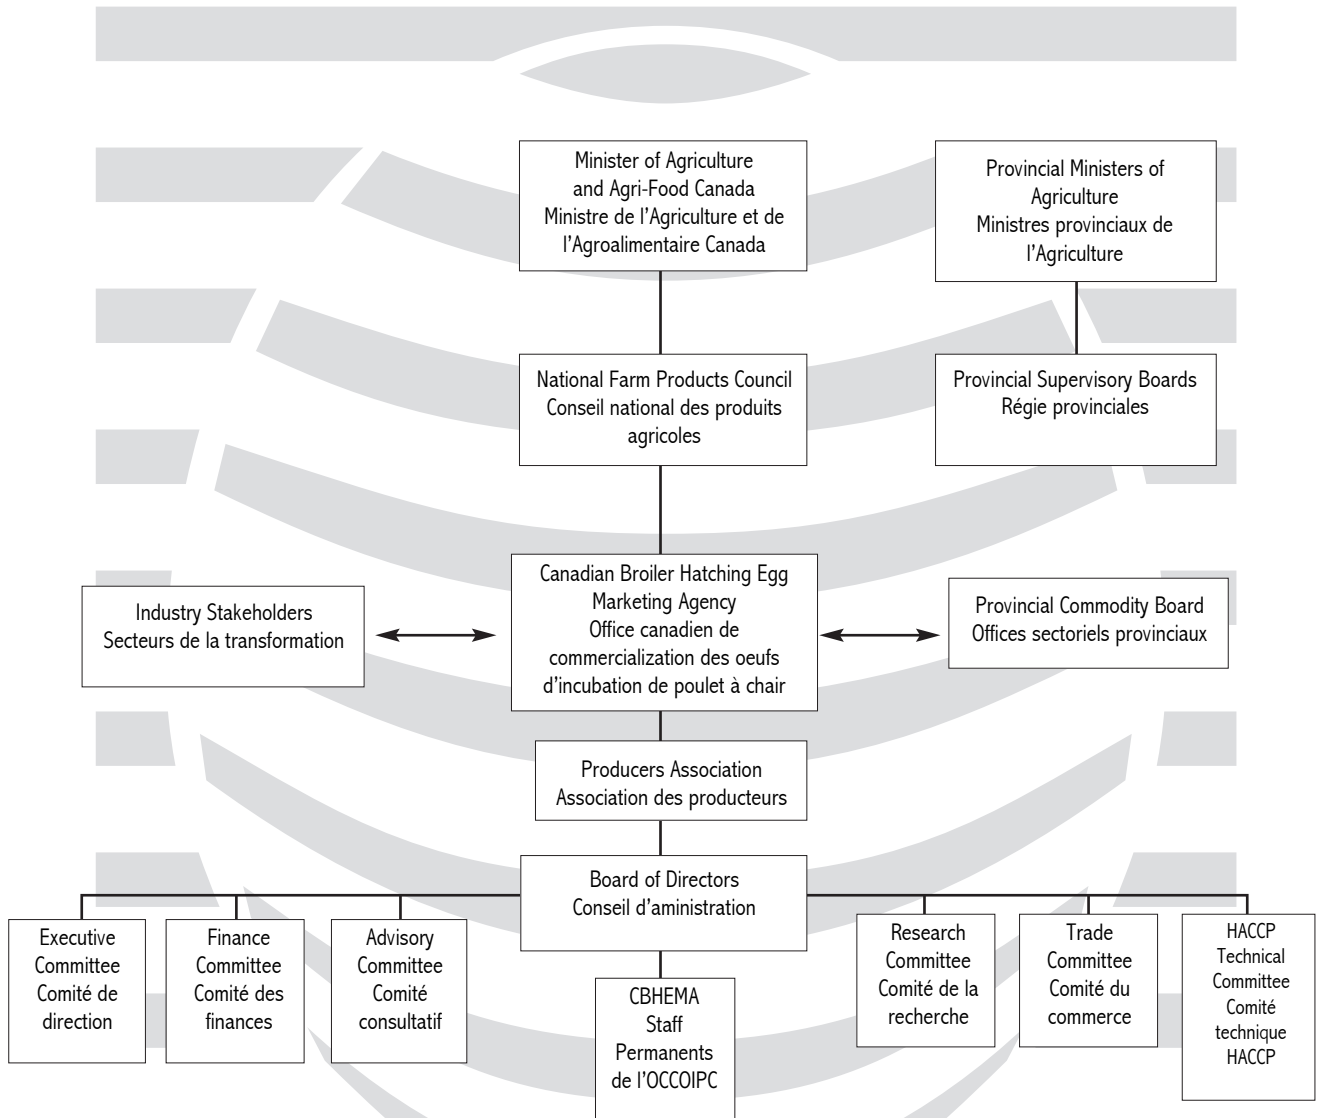 Minister of Agriculture
and Agri-Food Canada
Ministre de l'Agriculture et de
l'Agroalimentaire Canada
Provincial Ministers of
Agriculture
Ministres provinciaux de
l'Agriculture
National Farm Products Council
Conseil national des produits
agricoles
Provincial Supervisory Boards
Régie provinciales
Industry Stakeholders
Secteurs de la transformation
Canadian Broiler Hatching Egg
Marketing Agency
Office canadien de
commercialization des oeufs
d'incubation de poulet à chair
Provincial Commodity Board
Offices sectoriels provinciaux
Producers Association
Association des producteurs
Board of Directors
Conseil d'aministration
Executive
Committee
Comité de
direction
Finance
Committee
Comité des
finances
Advisory
Committee
Comité
consultatif
CBHEMA
Staff
Permanents
de l'OCCOIPC
Research
Committee
Comité de la
recherche
Trade
Committee
Comité du
commerce
HACCP
Technical
Committee
Comité
technique
HACCP